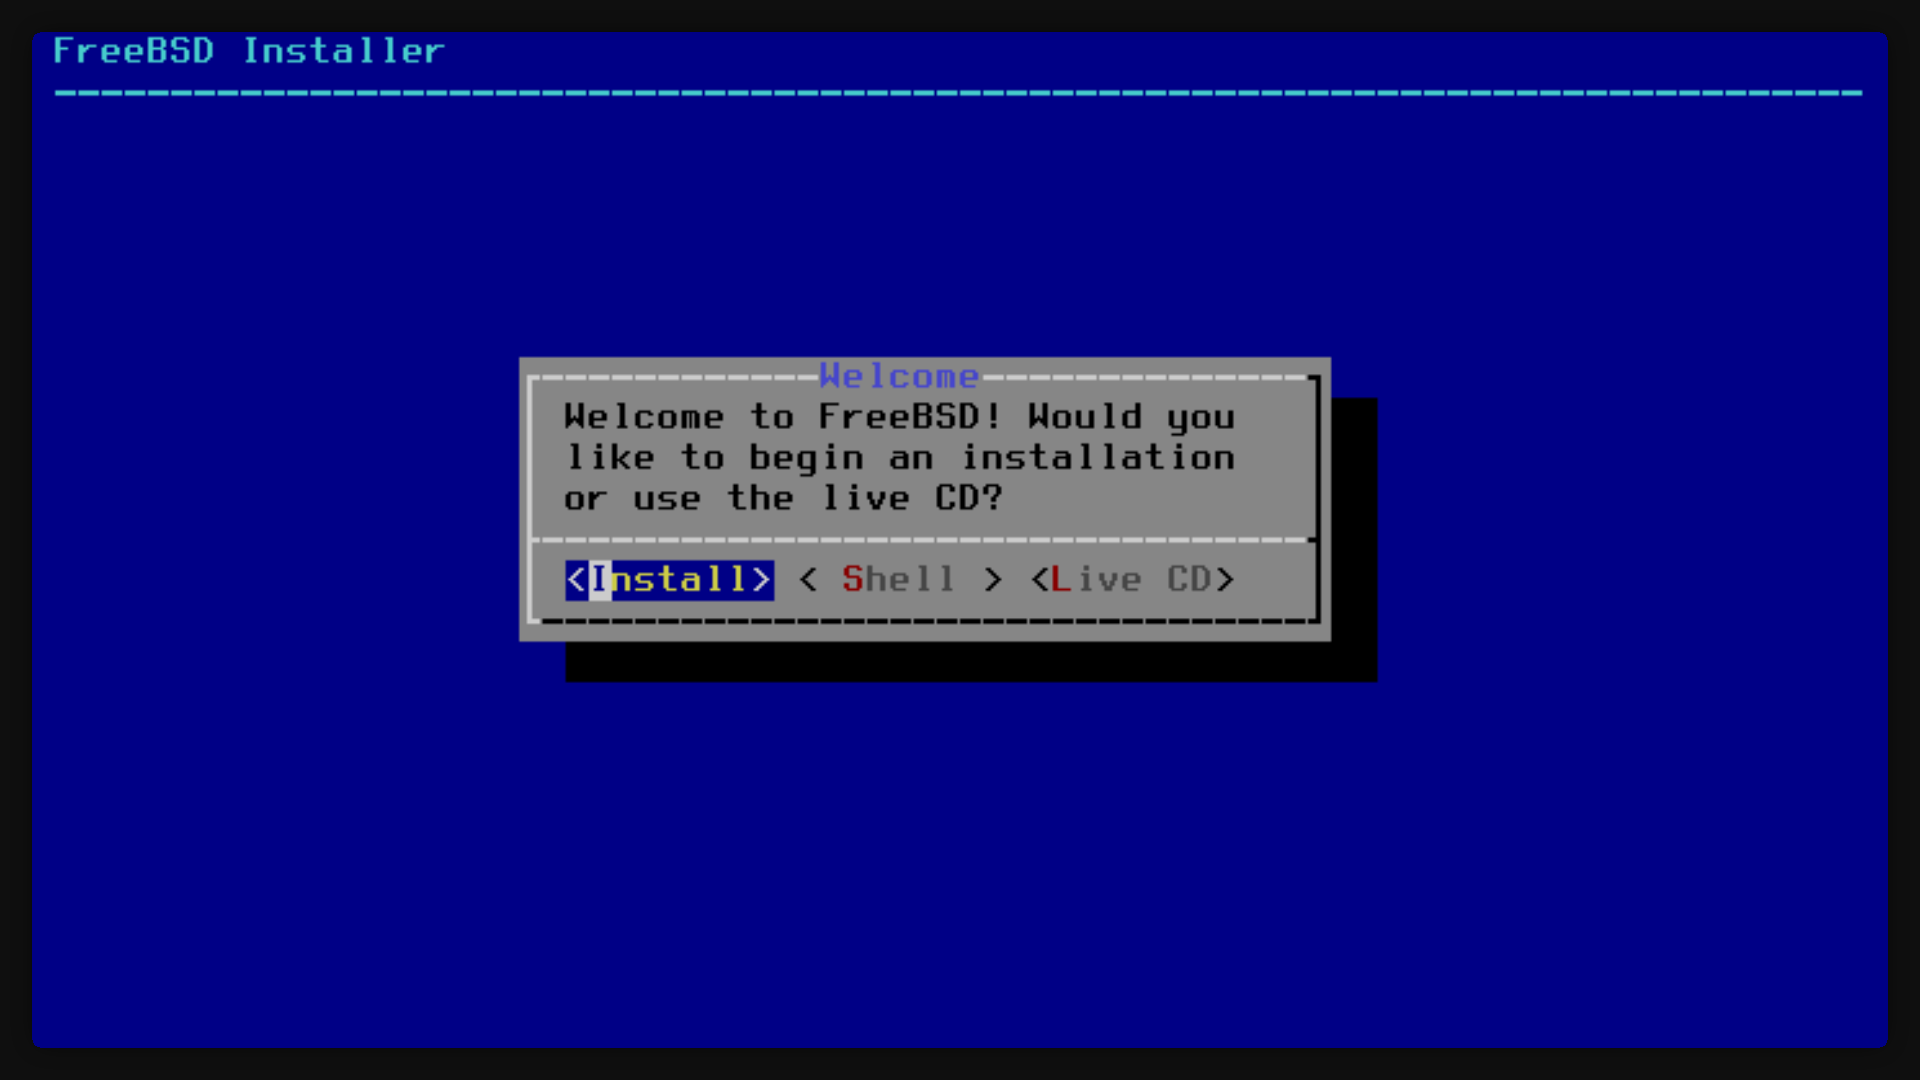 FreeBSD Installer
Welcome
Welcome to FreeBSD! Would you
like to begin an installation
or use the live CD?
<Install> < Shell > <Live CD>